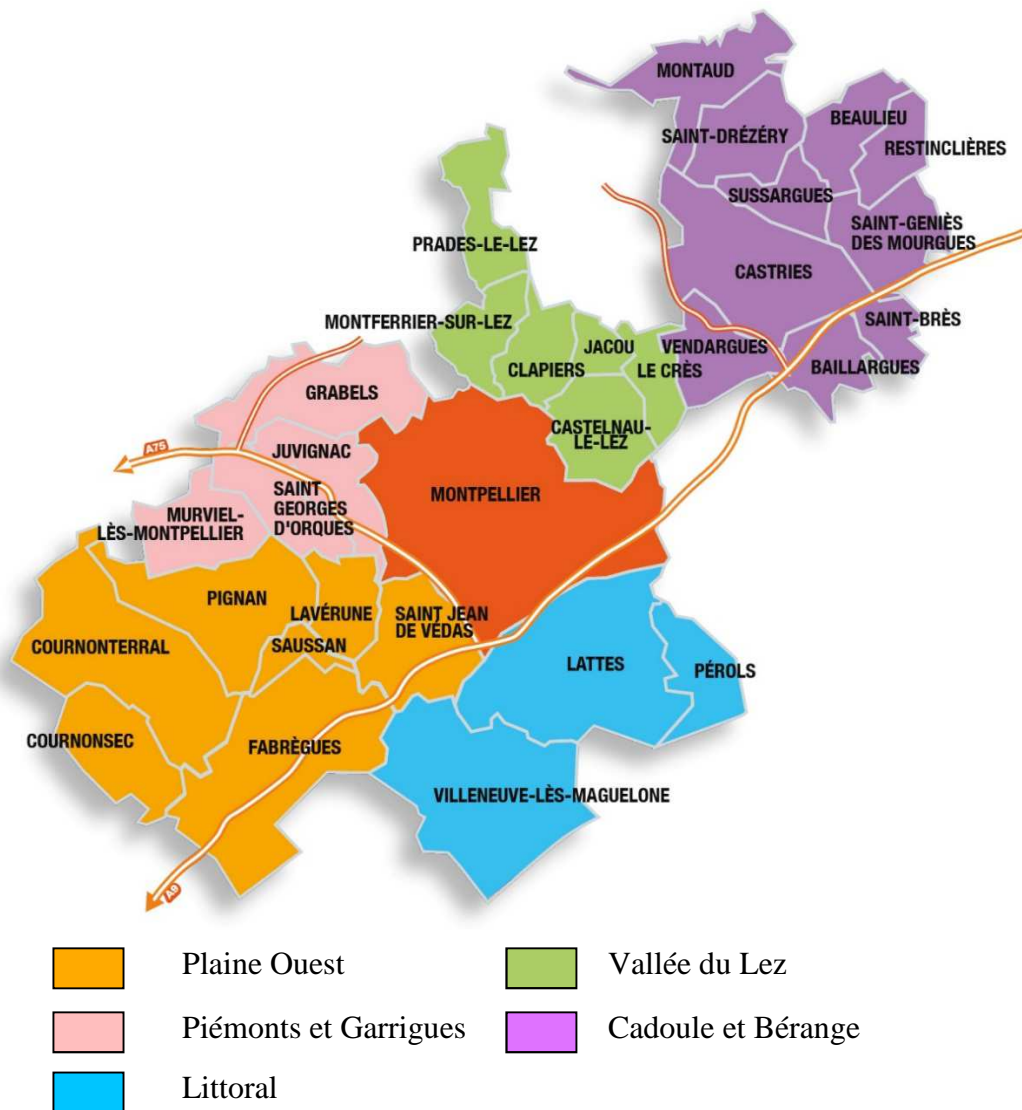 MONTAUD
BEAULIEU
SAINT-DRÉZÉRY
RESTINCLIÈRES
SUSSARGUES
SAINT-GENIÈS
DES MOURGUES
PRADES-LE-LEZ
CASTRIES
SAINT-BRÈS
MONTFERRIER-SUR-LEZ
JACOU
VENDARGUES
CLAPIERS
LE CRÈS
BAILLARGUES
GRABELS
CASTELNAU-
LE-LEZ
A75
JUVIGNAC
MONTPELLIER
SAINT
GEORGES
D'ORQUES
MURVIEL-
LÈS-MONTPELLIER
PIGNAN
LAVÉRUNE
SAINT JEAN
DE VÉDAS
COURNONTERRAL
SAUSSAN
LATTES
PÉROLS
COURNONSEC
FABRÈGUES
VILLENEUVE-LÈS-MAGUELONE
A9
Plaine Ouest
Vallée du Lez
Piémonts et Garrigues
Cadoule et Bérange
Littoral